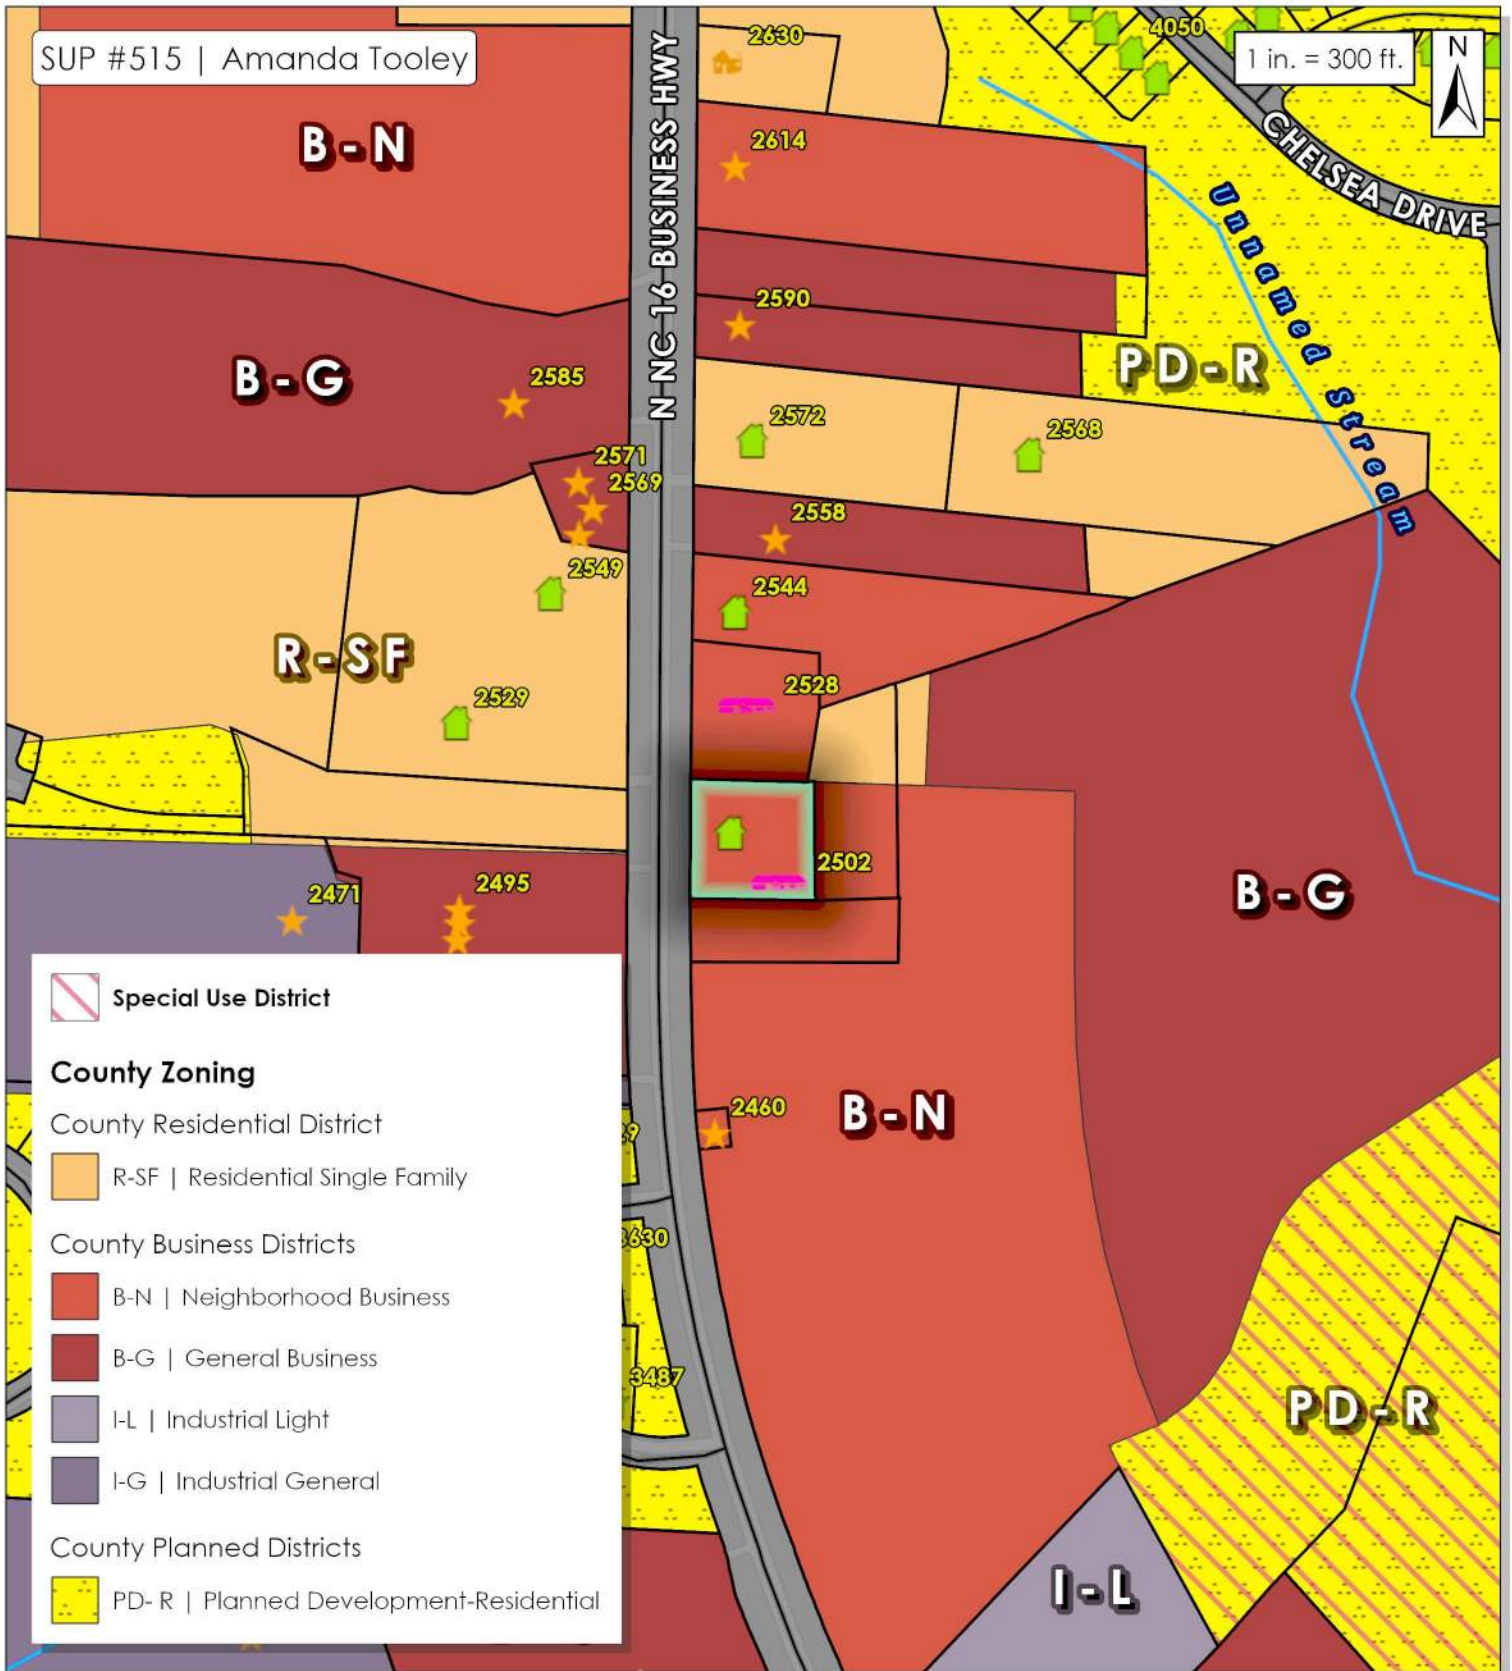 SUP #515 | Amanda Tooley
1 in. = 300 ft.
N
4050
2630
CHELSEA DRIVE
B-N
2614
N NC 16 BUSINESS HWY
Unnamed Stream
2590
PD-R
B-G
2585
2572
2568
2571
2569
2558
2549
2544
R-SF
2529
2528
2502
2471
2495
B-G
2460
B-N
3487
PD-R
I-L
Special Use District
County Zoning
County Residential District
R-SF | Residential Single Family
County Business Districts
B-N | Neighborhood Business
B-G | General Business
I-L | Industrial Light
I-G | Industrial General
County Planned Districts
PD- R | Planned Development-Residential